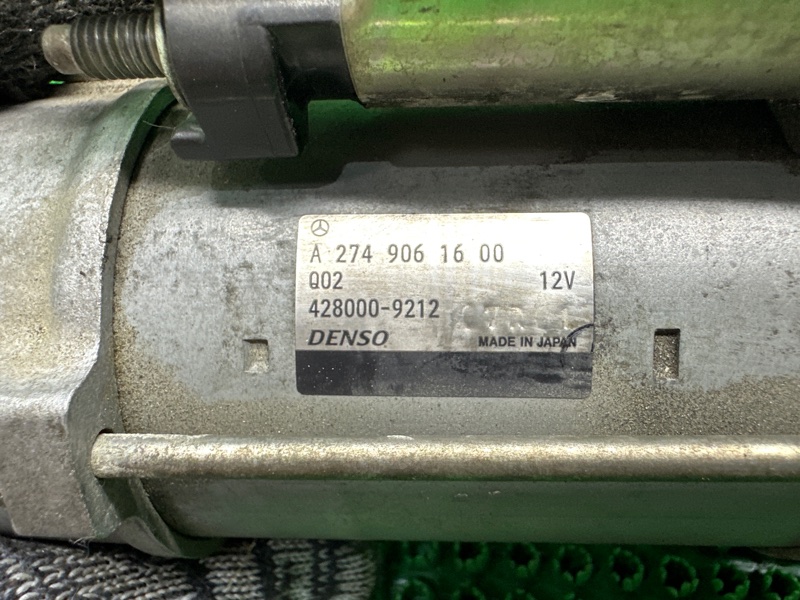 A 274 906 16 00
Q02 12V
428000-9212
DENSO MADE IN JAPAN